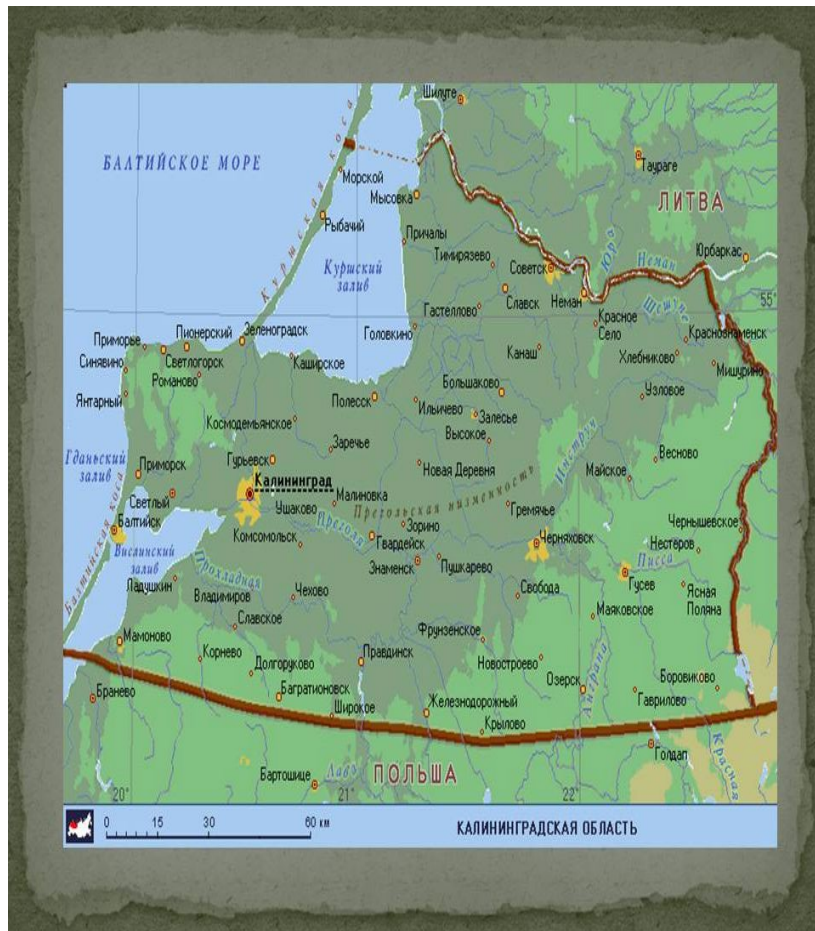 Шилуте
Таураге
БАЛТИЙСКОЕ МОРЕ
Куршская коса
Морской
ЛИТВА
Мысовка
Рыбачий
Причалы
Юра
Юрбаркас
Тимирязево
Советск
Неман
Куршский
залив
Славск
Неман
Шешупе
55°
Гастеллово
Красное
Село
Приморье
Пионерский
Зеленоградск
Головкино
Краснознаменск
Синявино
Светлогорск
Каширское
Канаш
Хлебниково
Мишурино
Романово
Большаково
Янтарный
Полесск
Ильичево
Залесье
Узловое
Космодемьянское
Высокое
Заречье
Инструч
Гданьский
залив
Приморск
Гурьевск
Новая Деревня
Майское
Весново
Калининград
Светлый
Ушаково
Малиновка
Прегольская низменность
Гремячье
Балтийск
Балтийская коса
Преголя
Зорино
Чернышевское
Комсомольск
Гвардейск
Черняховск
Нестеров
Вислинский
залив
Прохладная
Знаменск
Пушкарево
Писса
Гусев
Ладушкин
Владимиров
Чехово
Свобода
Ясная
Поляна
Славское
Маяковское
Мамоново
Фрунзенское
Корнево
Долгоруково
Правдинск
Новостроево
Озерск
Анграпа
Боровиково
Бранево
Багратионовск
Широкое
Железнодорожный
Гаврилово
Крылово
Голдап
Красная
Бартошице
Лавь
ПОЛЬША
20°
21°
22°
0 15 30 60 км
КАЛИНИНГРАДСКАЯ ОБЛАСТЬ